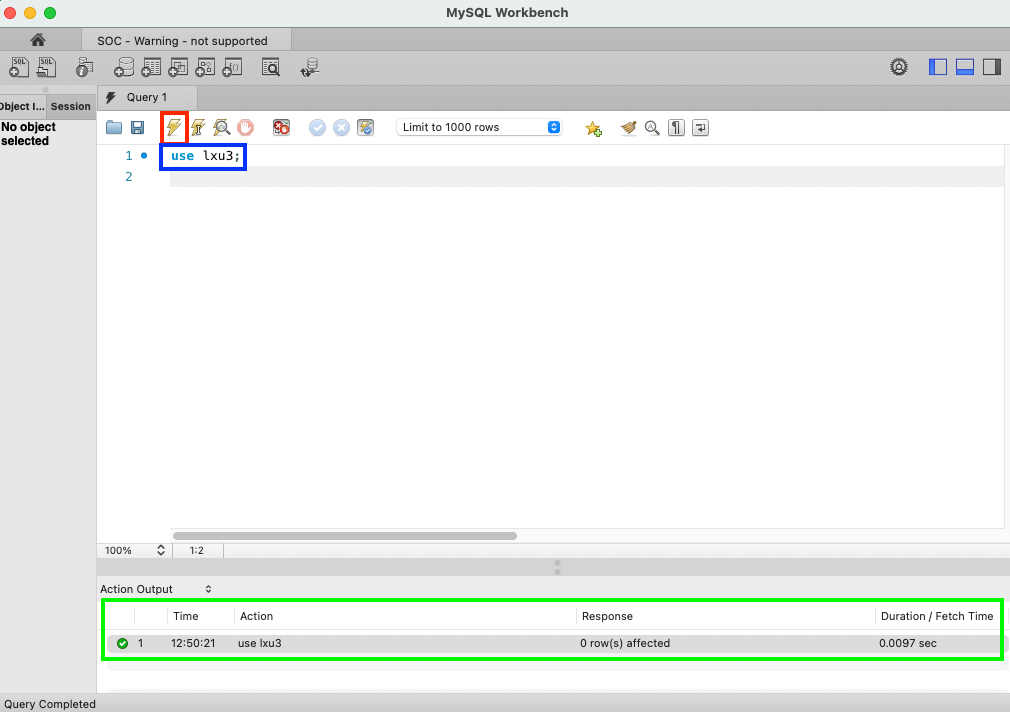 MySQL Workbench
SOC - Warning - not supported
SQL SQL
Object I... Session
Query 1
No object
selected
Limit to 1000 rows
1 use lxu3;
2
100% 1:2
Action Output
Time Action Response Duration / Fetch Time
1 12:50:21 use lxu3 0 row(s) affected 0.0097 sec
Query Completed